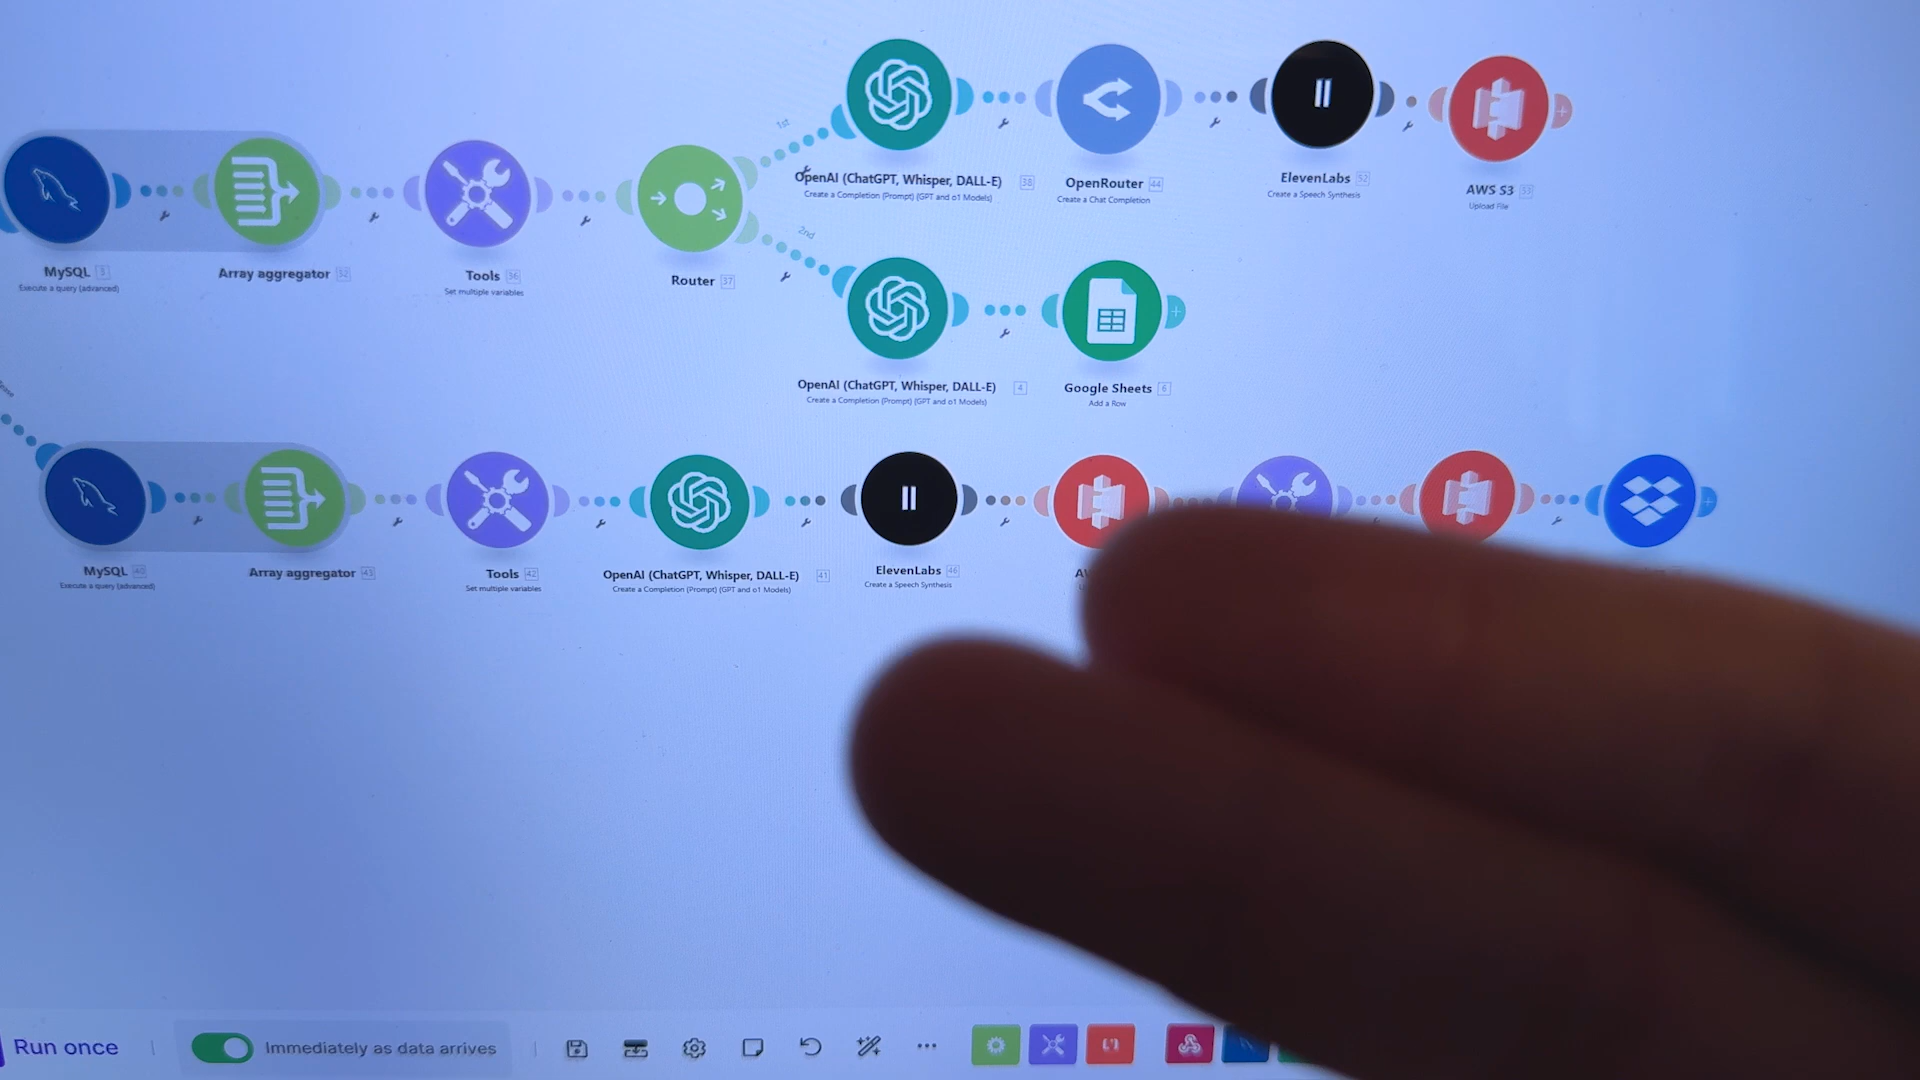 1st
OpenAI (ChatGPT, Whisper, DALL-E) 38
Create a Completion (Prompt) (GPT and o1 Models)
OpenRouter 44
Create a Chat Completion
ElevenLabs 52
Create a Speech Synthesis
AWS S3 53
Upload File
MySQL 3
Execute a query (advanced)
Array aggregator 32
Tools 36
Set multiple variables
Router 37
2nd
OpenAI (ChatGPT, Whisper, DALL-E) 4
Create a Completion (Prompt) (GPT and o1 Models)
Google Sheets 6
Add a Row
MySQL 40
Execute a query (advanced)
Array aggregator 43
Tools 42
Set multiple variables
OpenAI (ChatGPT, Whisper, DALL-E) 41
Create a Completion (Prompt) (GPT and o1 Models)
ElevenLabs 46
Create a Speech Synthesis
Run once
Immediately as data arrives